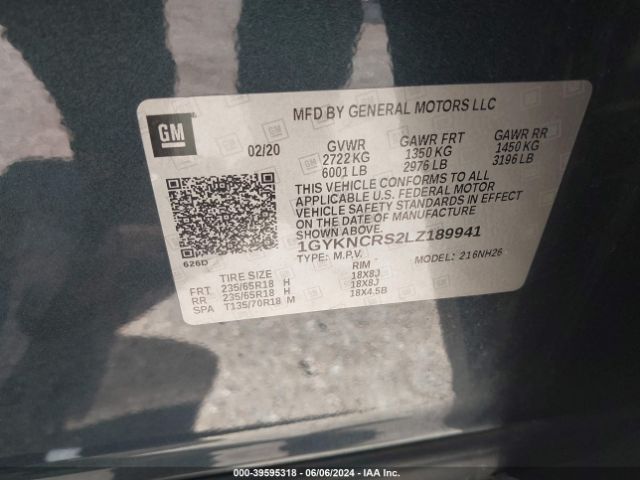 MFD BY GENERAL MOTORS LLC
GM
02/20
GVWR GAWR FRT GAWR RR
2722 KG 1350 KG 1450 KG
6001 LB 2976 LB 3196 LB
THIS VEHICLE CONFORMS TO ALL
APPLICABLE U.S. FEDERAL MOTOR
VEHICLE SAFETY STANDARDS IN EFFECT
ON THE DATE OF MANUFACTURE
SHOWN ABOVE.
1GYKNCRS2LZ189941
TYPE: M.P.V. MODEL: 216NH26
626D
TIRE SIZE RIM
FRT 235/65R18 H 18X8J
RR 235/65R18 H 18X8J
SPA T135/70R18 M 18X4.5B
000-39595318 - 06/06/2024 - IAA Inc.